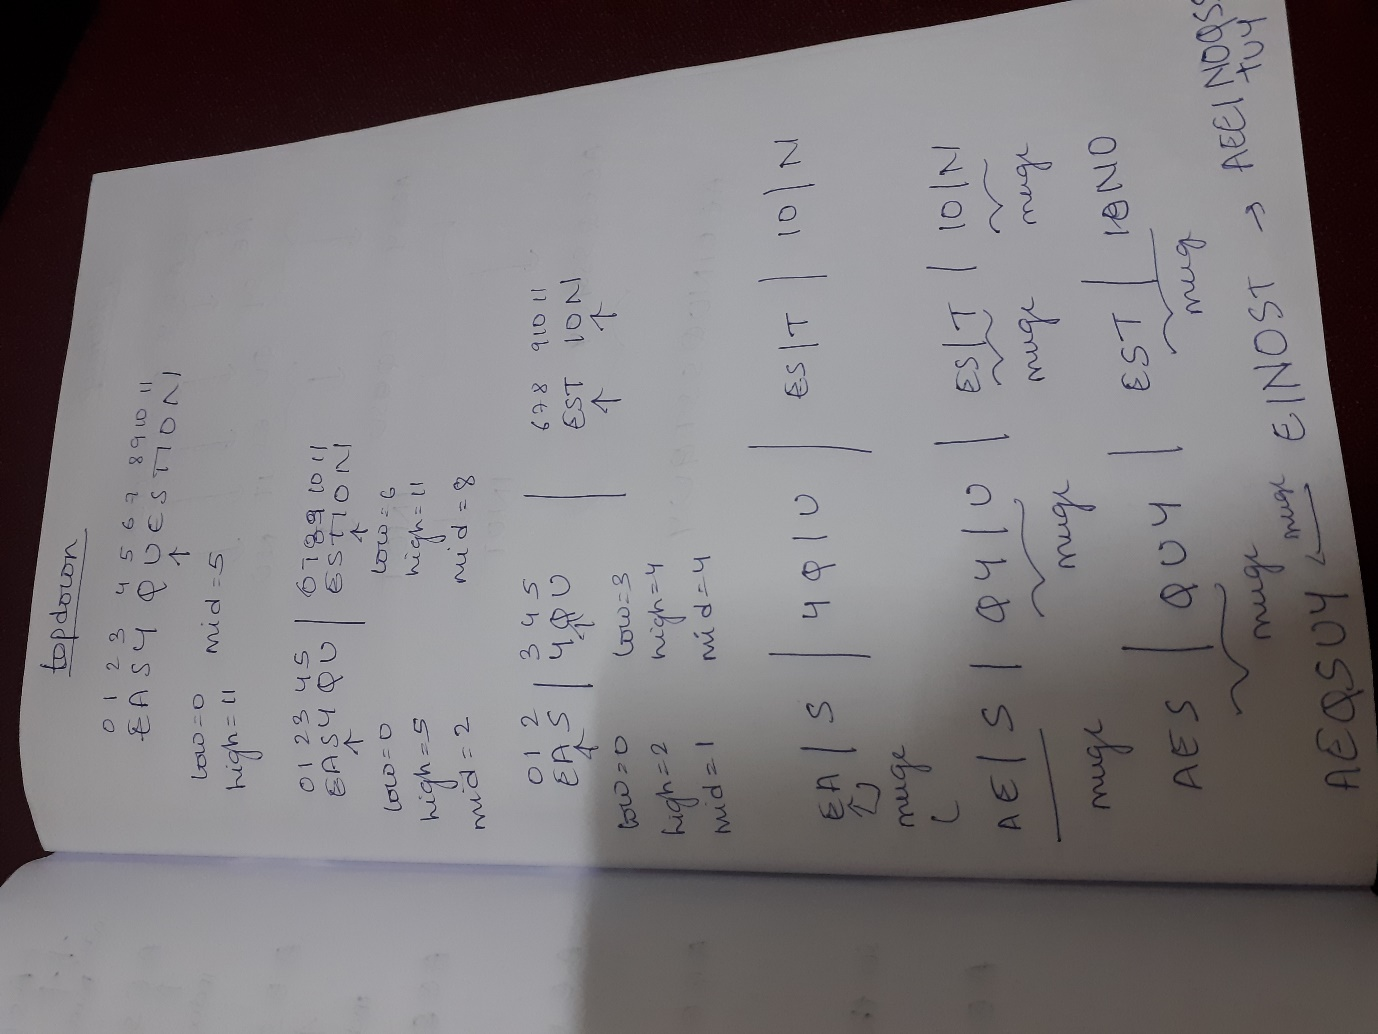 topdown
0 1 2 3 4 5 6 7 8 9 10 11
E A S Y Q U E S T I O N
↑
low=0 mid=5
high=11
0 1 2 3 4 5 | 6 7 8 9 10 11
E A S Y Q U | E S T I O N
↑ ↑
low=0 low=6
high=5 high=11
mid=2 mid=8
0 1 2 3 4 5 | 6 7 8 9 10 11
E A S | Y Q U | E S T I O N
↑ ↑ ↑ ↑
low=0 low=3
high=2 high=4
mid=1 mid=4
E A | S | Y Q | U | E S | T | I O | N
merge
A E | S | Q Y | U | E S | T | I O | N
merge merge merge merge
A E S | Q U Y | E S T | I N O
merge merg
merge
A E Q S U Y E I N O S T → A E E I N O Q S S
T U Y